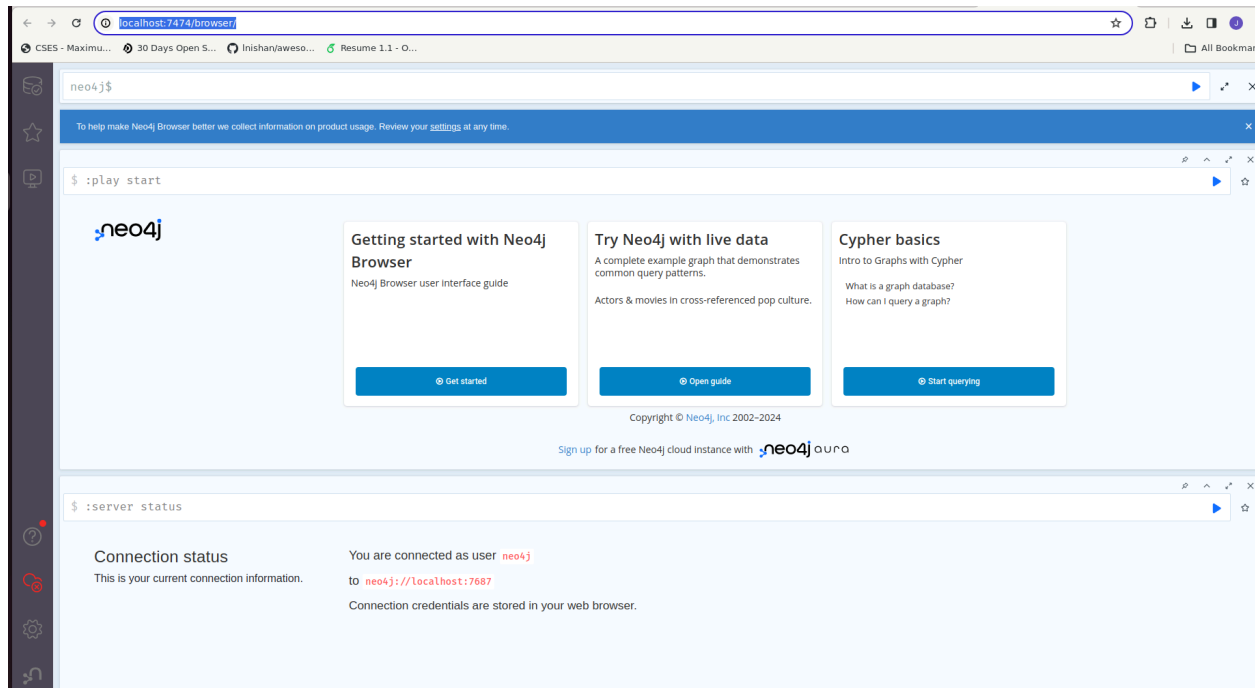 localhost:7474/browser/
J
CSES - Maximu...
30 Days Open S...
lnishan/aweso...
Resume 1.1 - O...
All Bookmar
neo4j$
To help make Neo4j Browser better we collect information on product usage. Review your settings at any time.
$ :play start
neo4j
Getting started with Neo4j
Browser
Neo4j Browser user interface guide
Get started
Try Neo4j with live data
A complete example graph that demonstrates
common query patterns.
Actors & movies in cross-referenced pop culture.
Open guide
Cypher basics
Intro to Graphs with Cypher
What is a graph database?
How can I query a graph?
Start querying
Copyright © Neo4j, Inc 2002–2024
Sign up for a free Neo4j cloud instance with neo4j aura
$ :server status
Connection status
This is your current connection information.
You are connected as user neo4j
to neo4j://localhost:7687
Connection credentials are stored in your web browser.